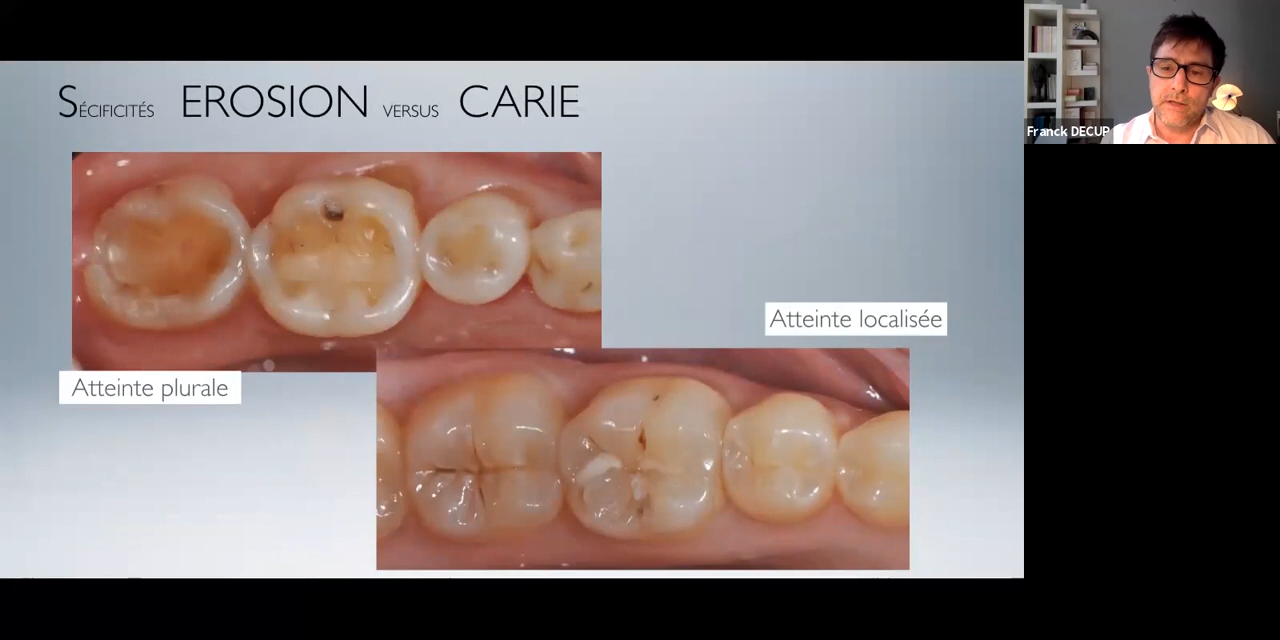 SÉCIFICITÉS EROSION VERSUS CARIE
Franck DECUP
Atteinte localisée
Atteinte plurale